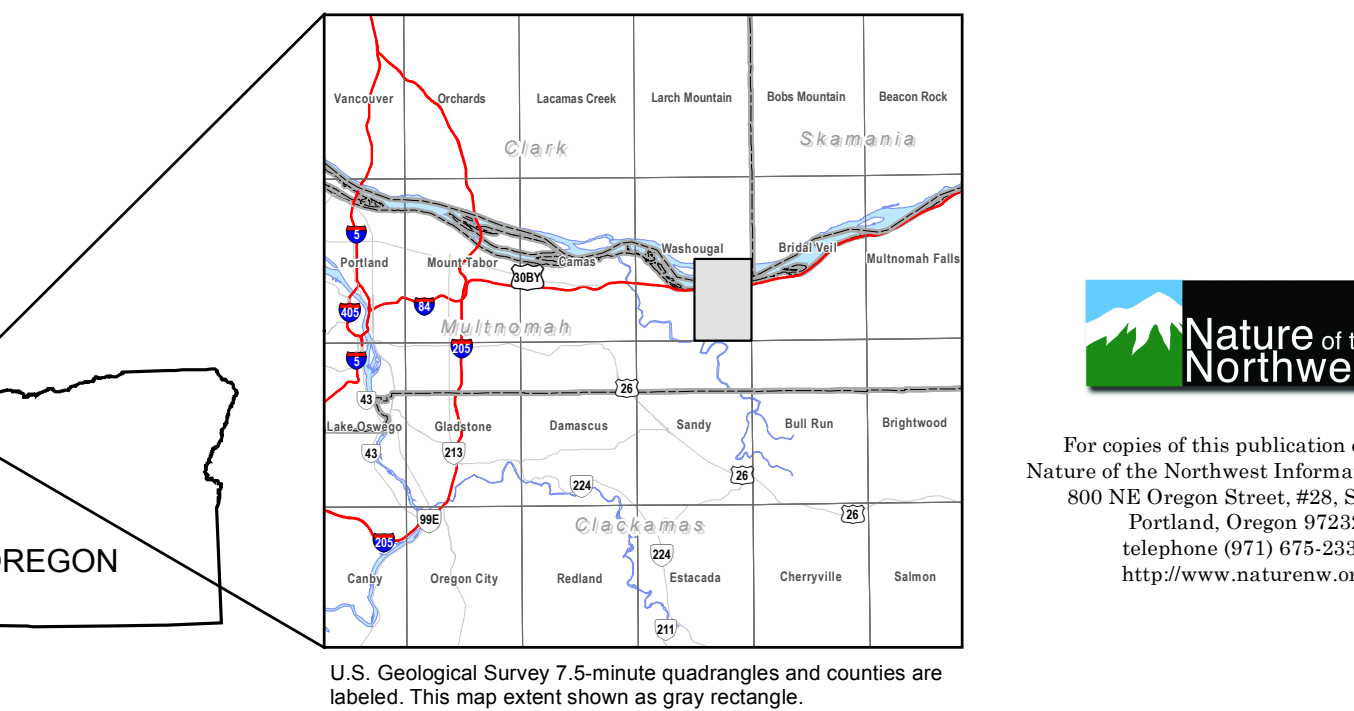 Vancouver
Orchards
Lacamas Creek
Larch Mountain
Bobs Mountain
Beacon Rock
Clark
Skamania
5
Portland
Mount Tabor
30BY
Camas
Washougal
Bridal Veil
Multnomah Falls
405
84
Multnomah
205
5
43
26
Lake Oswego
Gladstone
Damascus
Sandy
Bull Run
Brightwood
43
213
224
26
26
99E
Clackamas
205
224
Canby
Oregon City
Redland
Estacada
Cherryville
Salmon
211
U.S. Geological Survey 7.5-minute quadrangles and counties are
labeled. This map extent shown as gray rectangle.
Nature of
Northwe
For copies of this publication
Nature of the Northwest Informa
800 NE Oregon Street, #28, S
Portland, Oregon 97232
telephone (971) 675-233
http://www.naturenw.or
REGON